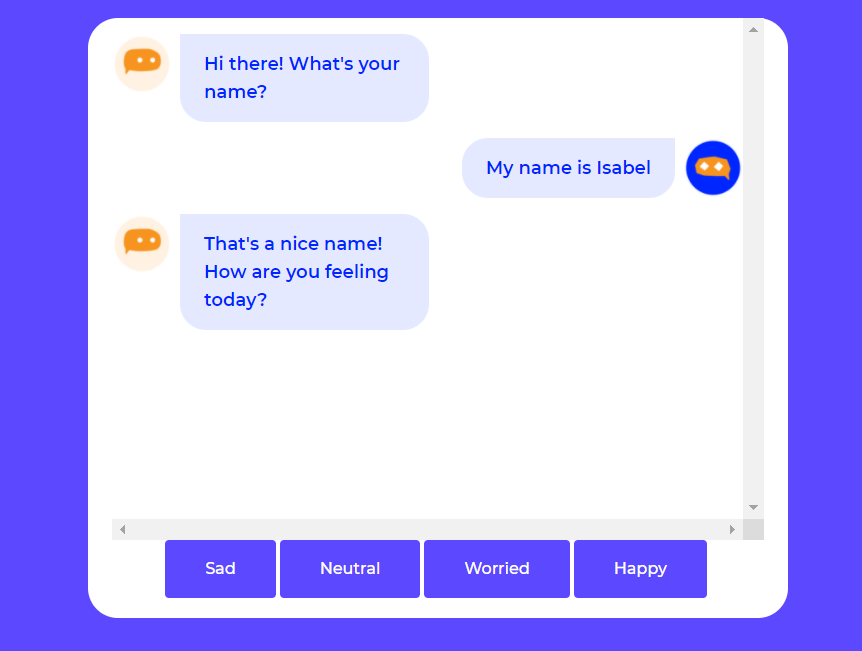 Hi there! What's your
name?
My name is Isabel
That's a nice name!
How are you feeling
today?
Sad
Neutral
Worried
Happy